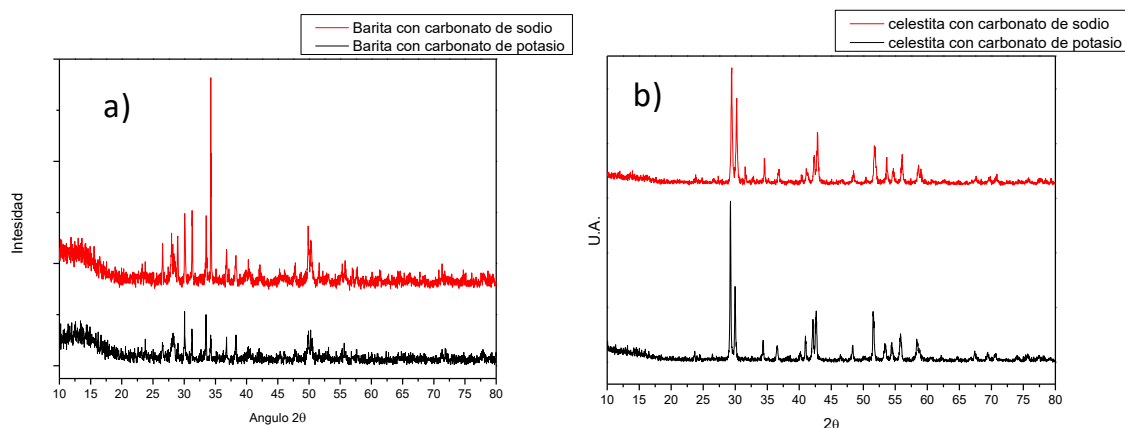 Barita con carbonato de sodio
Barita con carbonato de potasio
a)
Intesidad
10 15 20 25 30 35 40 45 50 55 60 65 70 75 80
Angulo 2θ
celestita con carbonato de sodio
celestita con carbonato de potasio
b)
U.A.
10 15 20 25 30 35 40 45 50 55 60 65 70 75 80
2θ